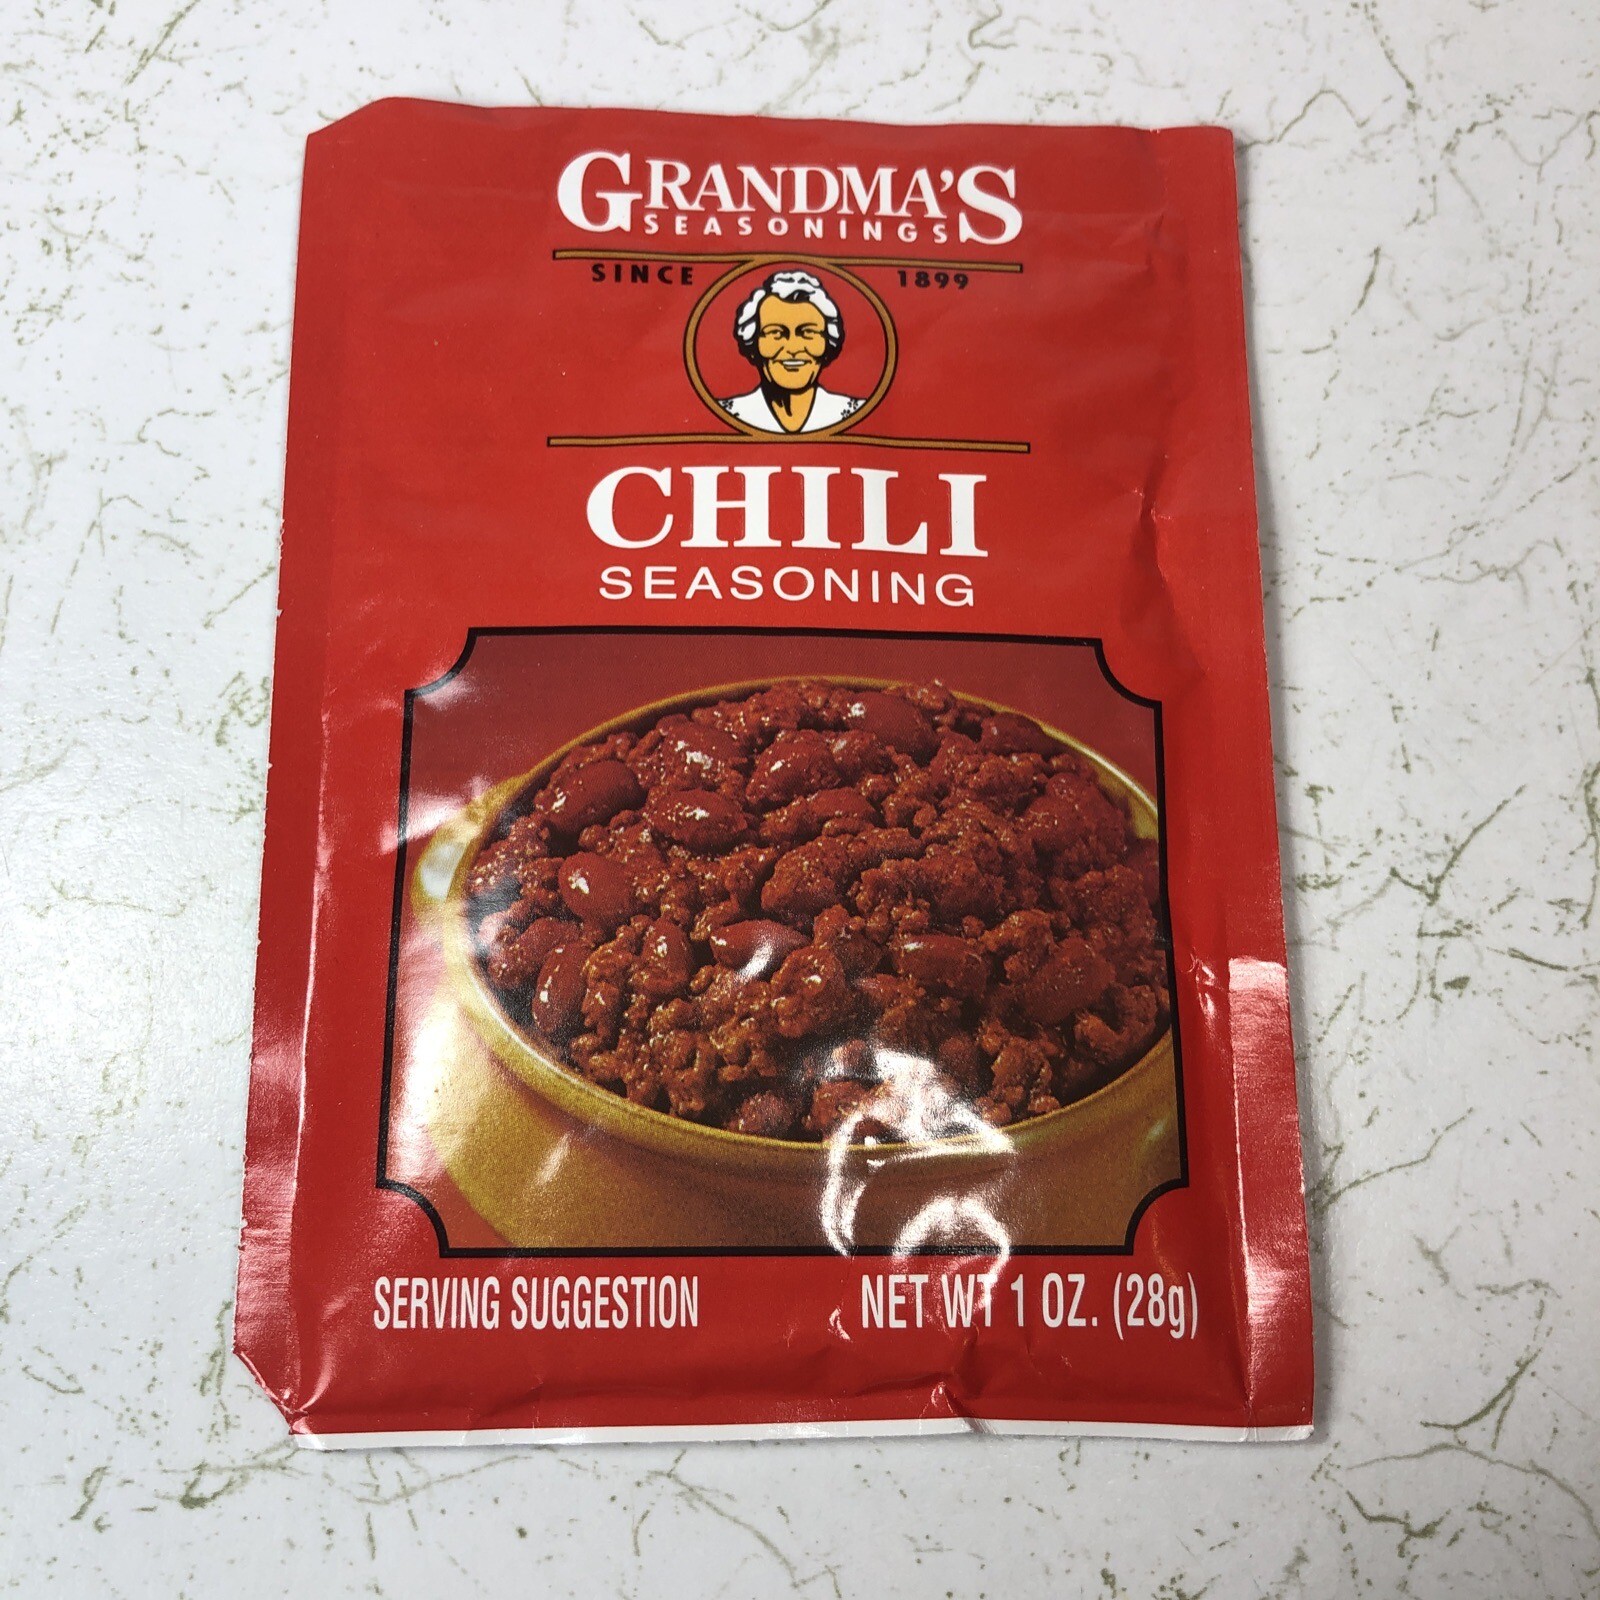 GRANDMA'S
SEASONINGS
SINCE 1899
CHILI
SEASONING
SERVING SUGGESTION NET WT 1 OZ. (28g)